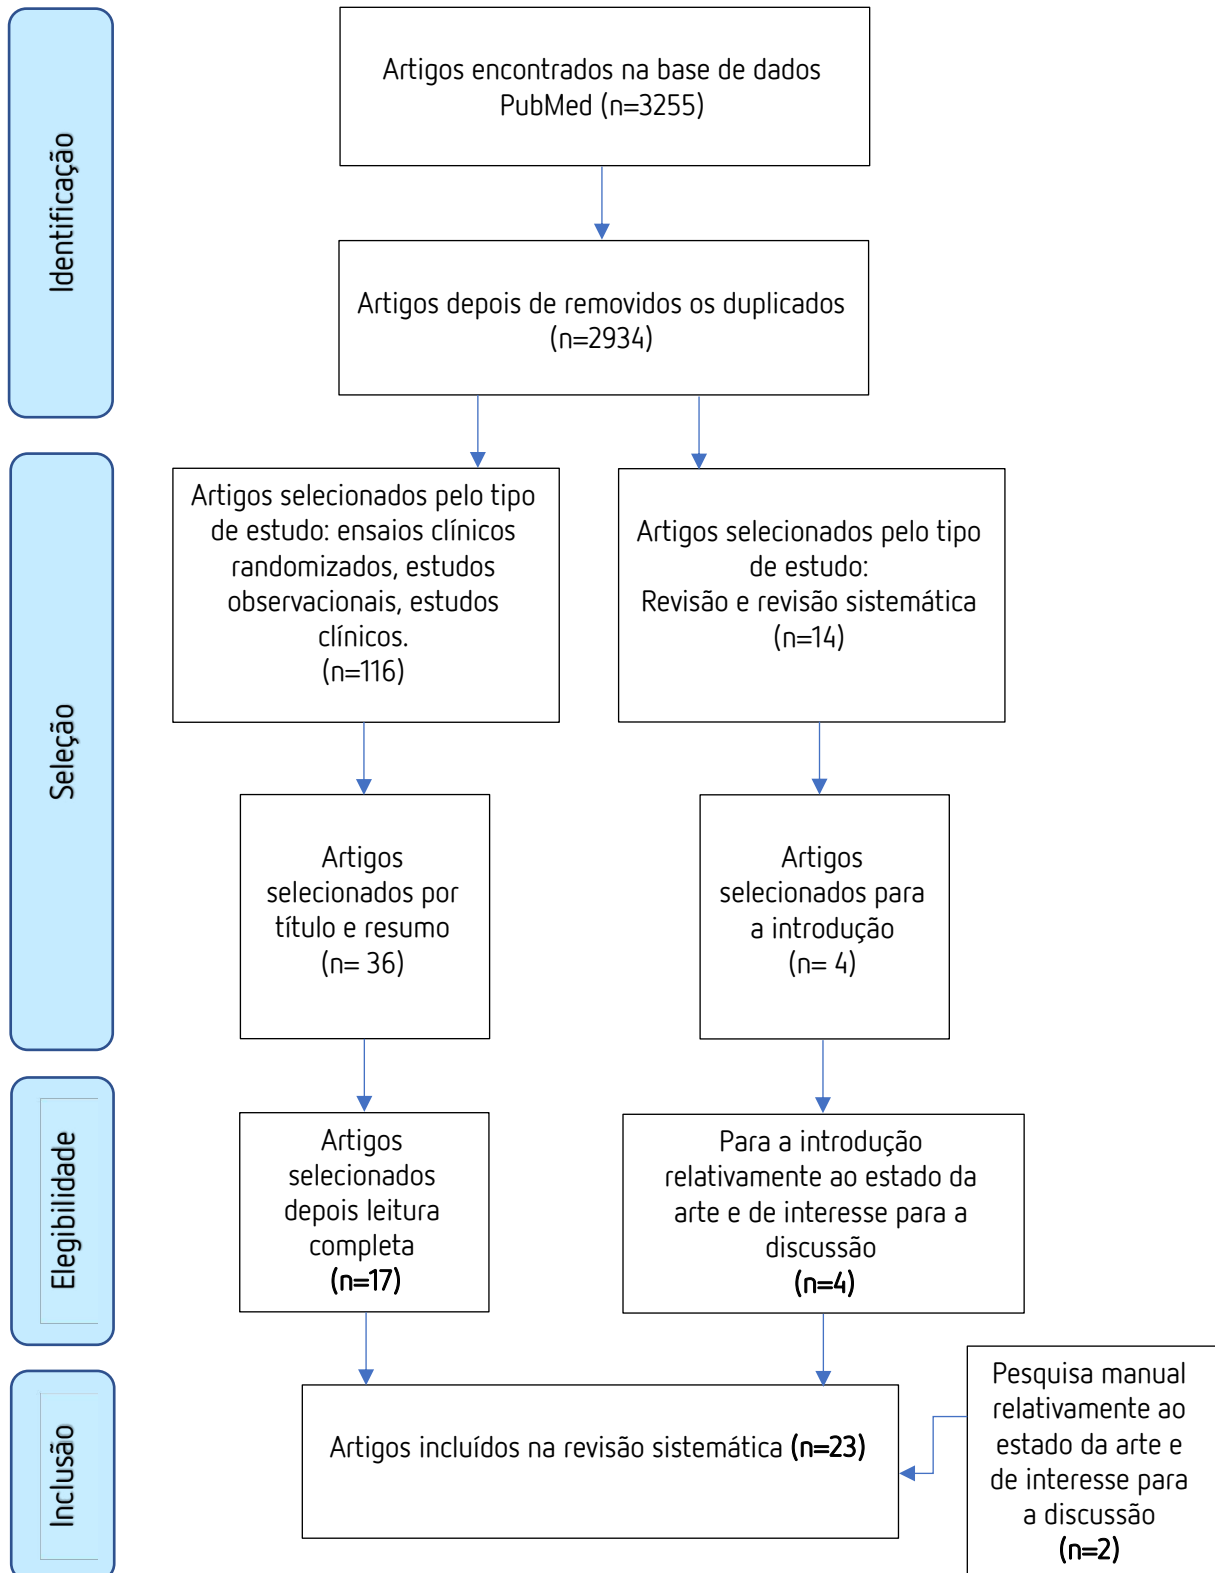 Identificação
Artigos encontrados na base de dados
PubMed (n=3255)
Artigos depois de removidos os duplicados
(n=2934)
Seleção
Artigos selecionados pelo tipo
de estudo: ensaios clínicos
randomizados, estudos
observacionais, estudos
clínicos.
(n=116)
Artigos selecionados pelo tipo
de estudo:
Revisão e revisão sistemática
(n=14)
Artigos
selecionados por
título e resumo
(n= 36)
Artigos
selecionados para
a introdução
(n= 4)
Elegibilidade
Artigos
selecionados
depois leitura
completa
(n=17)
Para a introdução
relativamente ao estado da
arte e de interesse para a
discussão
(n=4)
Inclusão
Artigos incluídos na revisão sistemática (n=23)
Pesquisa manual
relativamente ao
estado da arte e
de interesse para
a discussão
(n=2)